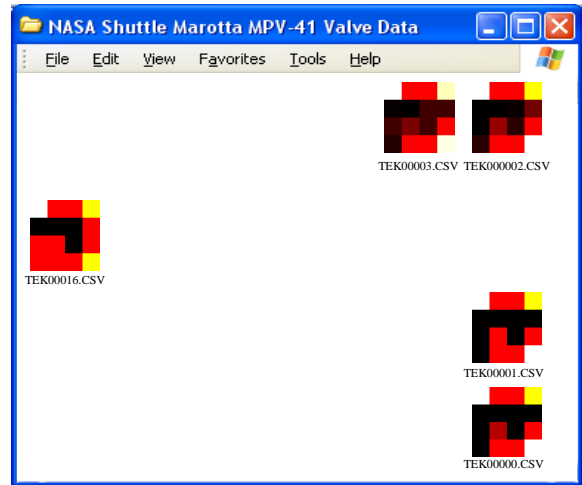 NASA Shuttle Marotta MPV-41 Valve Data
File Edit View Favorites Tools Help
TEK00003.CSV TEK000002.CSV
TEK00016.CSV
TEK00001.CSV
TEK00000.CSV